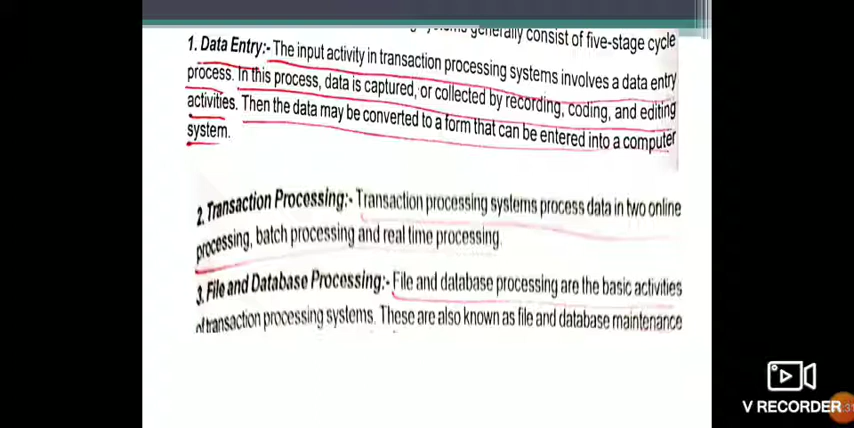 generally consist of five-stage cycle
1. Data Entry:- The input activity in transaction processing systems involves a data entry
process. In this process, data is captured, or collected by recording, coding, and editing
activities. Then the data may be converted to a form that can be entered into a computer
system.
2. Transaction Processing:- Transaction processing systems process data in two online
processing, batch processing and real time processing.
3. File and Database Processing:- File and database processing are the basic activities
of transaction processing systems. These are also known as file and database maintenance
V RECORDER